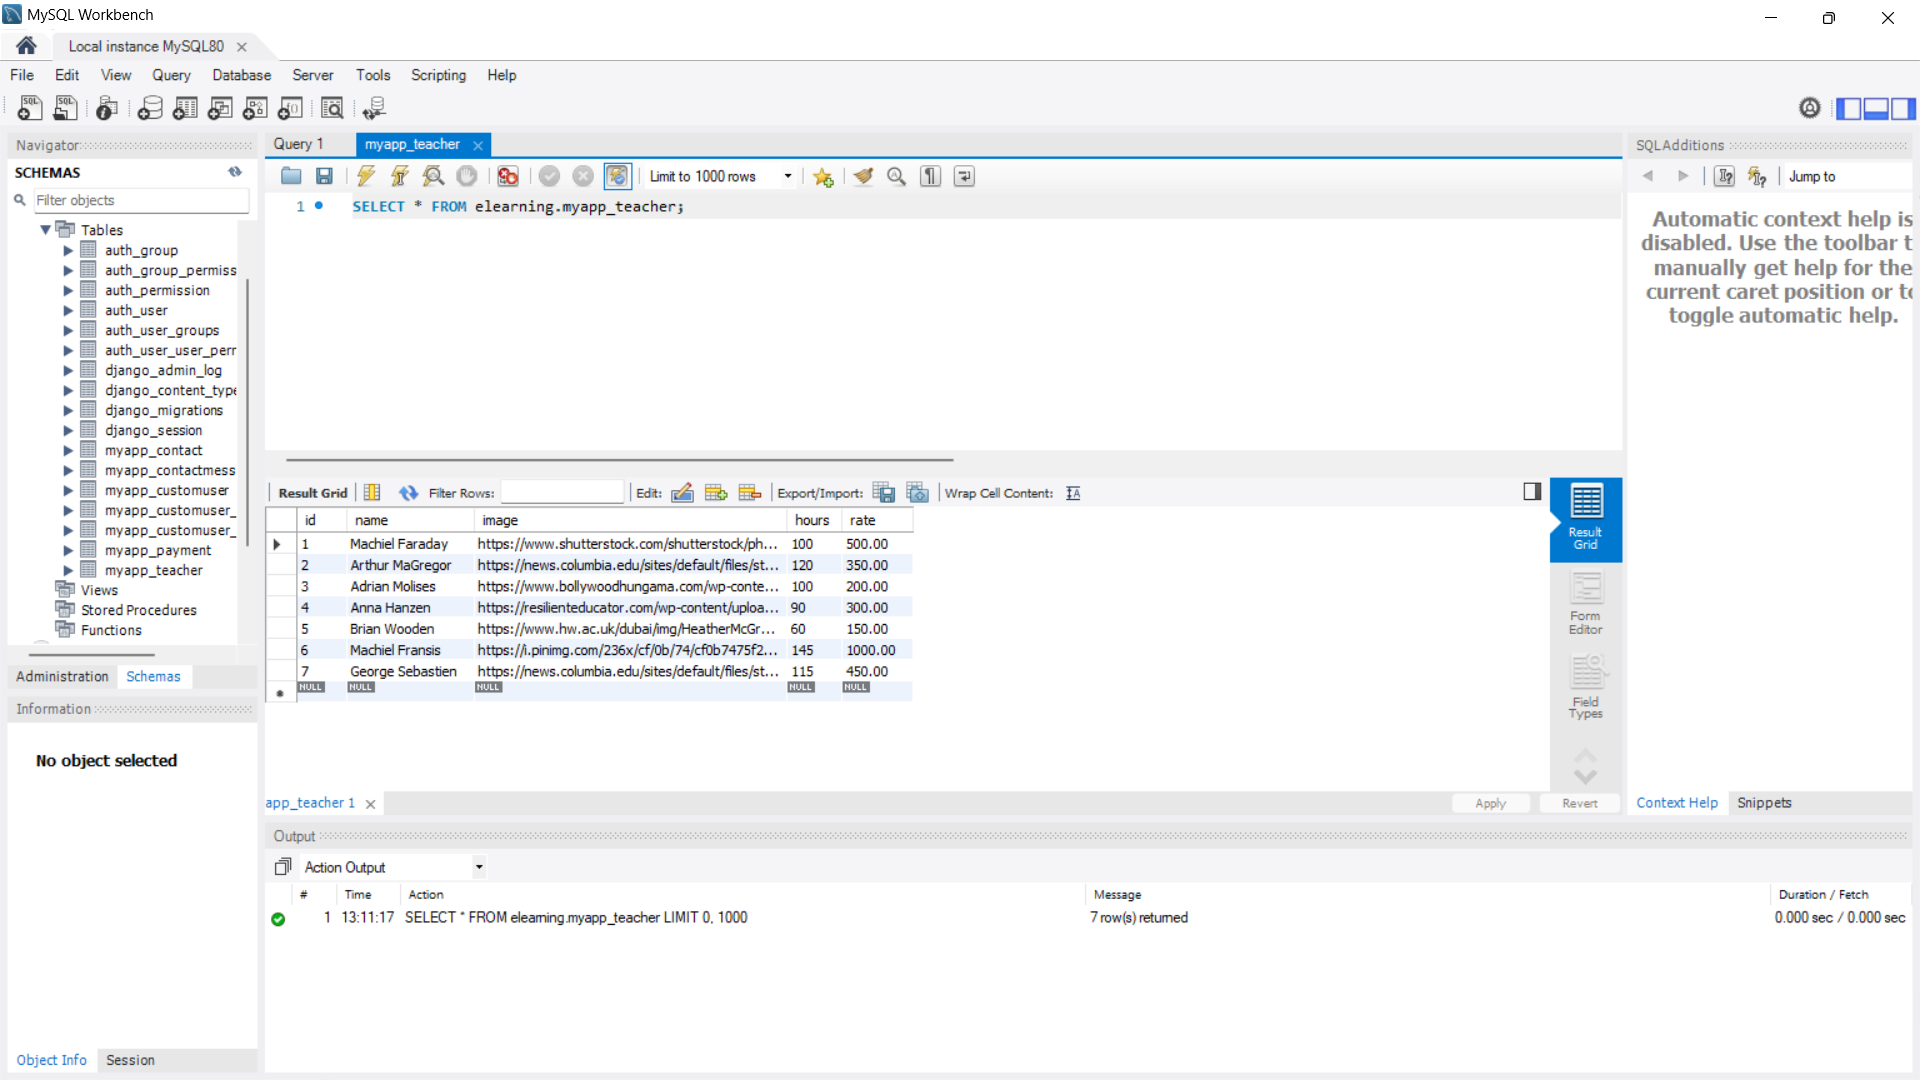 MySQL Workbench
Local instance MySQL80
File Edit View Query Database Server Tools Scripting Help
Navigator
SCHEMAS
Filter objects
Tables
auth_group
auth_group_permiss
auth_permission
auth_user
auth_user_groups
auth_user_user_perr
django_admin_log
django_content_type
django_migrations
django_session
myapp_contact
myapp_contactmess
myapp_customuser
myapp_customuser_
myapp_customuser_
myapp_payment
myapp_teacher
Views
Stored Procedures
Functions
Administration Schemas
Information
No object selected
Object Info Session
Query 1 myapp_teacher
Limit to 1000 rows
1 SELECT * FROM elearning.myapp_teacher;
Result Grid Filter Rows: Edit: Export/Import: Wrap Cell Content:
id name image hours rate
1 Machiel Faraday https://www.shutterstock.com/shutterstock/ph... 100 500.00
2 Arthur MaGregor https://news.columbia.edu/sites/default/files/st... 120 350.00
3 Adrian Molises https://www.bollywoodhungama.com/wp-conte... 100 200.00
4 Anna Hanzen https://resilienteducator.com/wp-content/uploa... 90 300.00
5 Brian Wooden https://www.hw.ac.uk/dubai/img/HeatherMcGr... 60 150.00
6 Machiel Fransis https://i.pinimg.com/236x/cf/0b/74/cf0b7475f2... 145 1000.00
7 George Sebastien https://news.columbia.edu/sites/default/files/st... 115 450.00
NULL NULL NULL NULL NULL
Result
Grid
Form
Editor
Field
Types
app_teacher 1
Apply Revert
SQLAdditions
Jump to
Automatic context help is
disabled. Use the toolbar t
manually get help for the
current caret position or to
toggle automatic help.
Context Help Snippets
Output
Action Output
# Time Action Message Duration / Fetch
1 13:11:17 SELECT * FROM elearning.myapp_teacher LIMIT 0, 1000 7 row(s) returned 0.000 sec / 0.000 sec